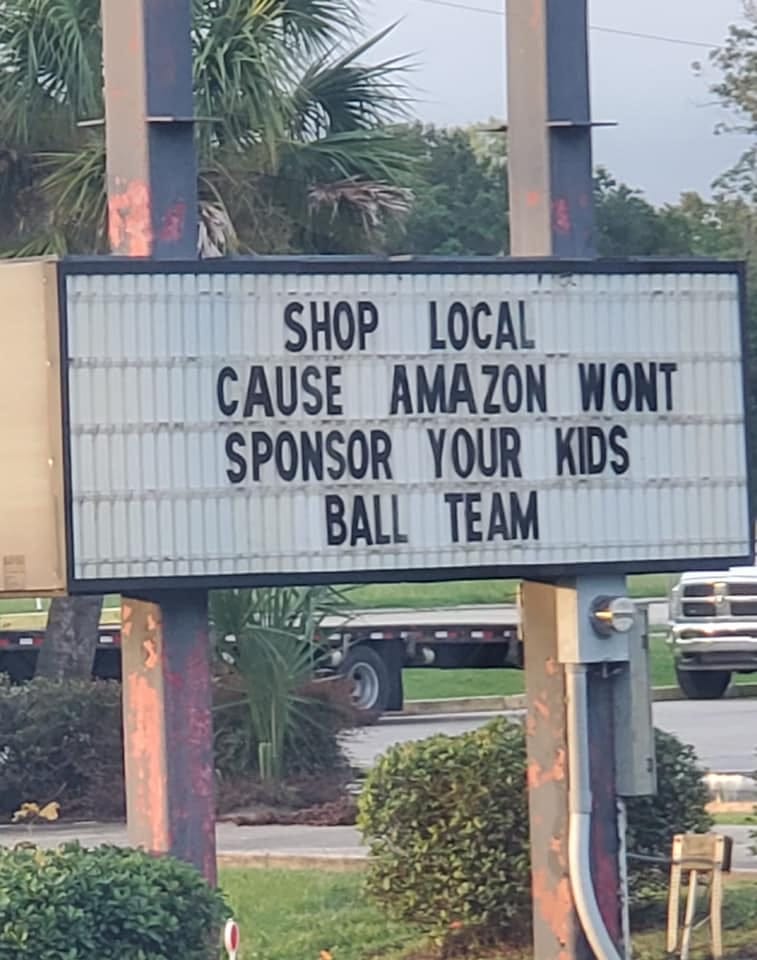 SHOP LOCAL
CAUSE AMAZON WONT
SPONSOR YOUR KIDS
BALL TEAM